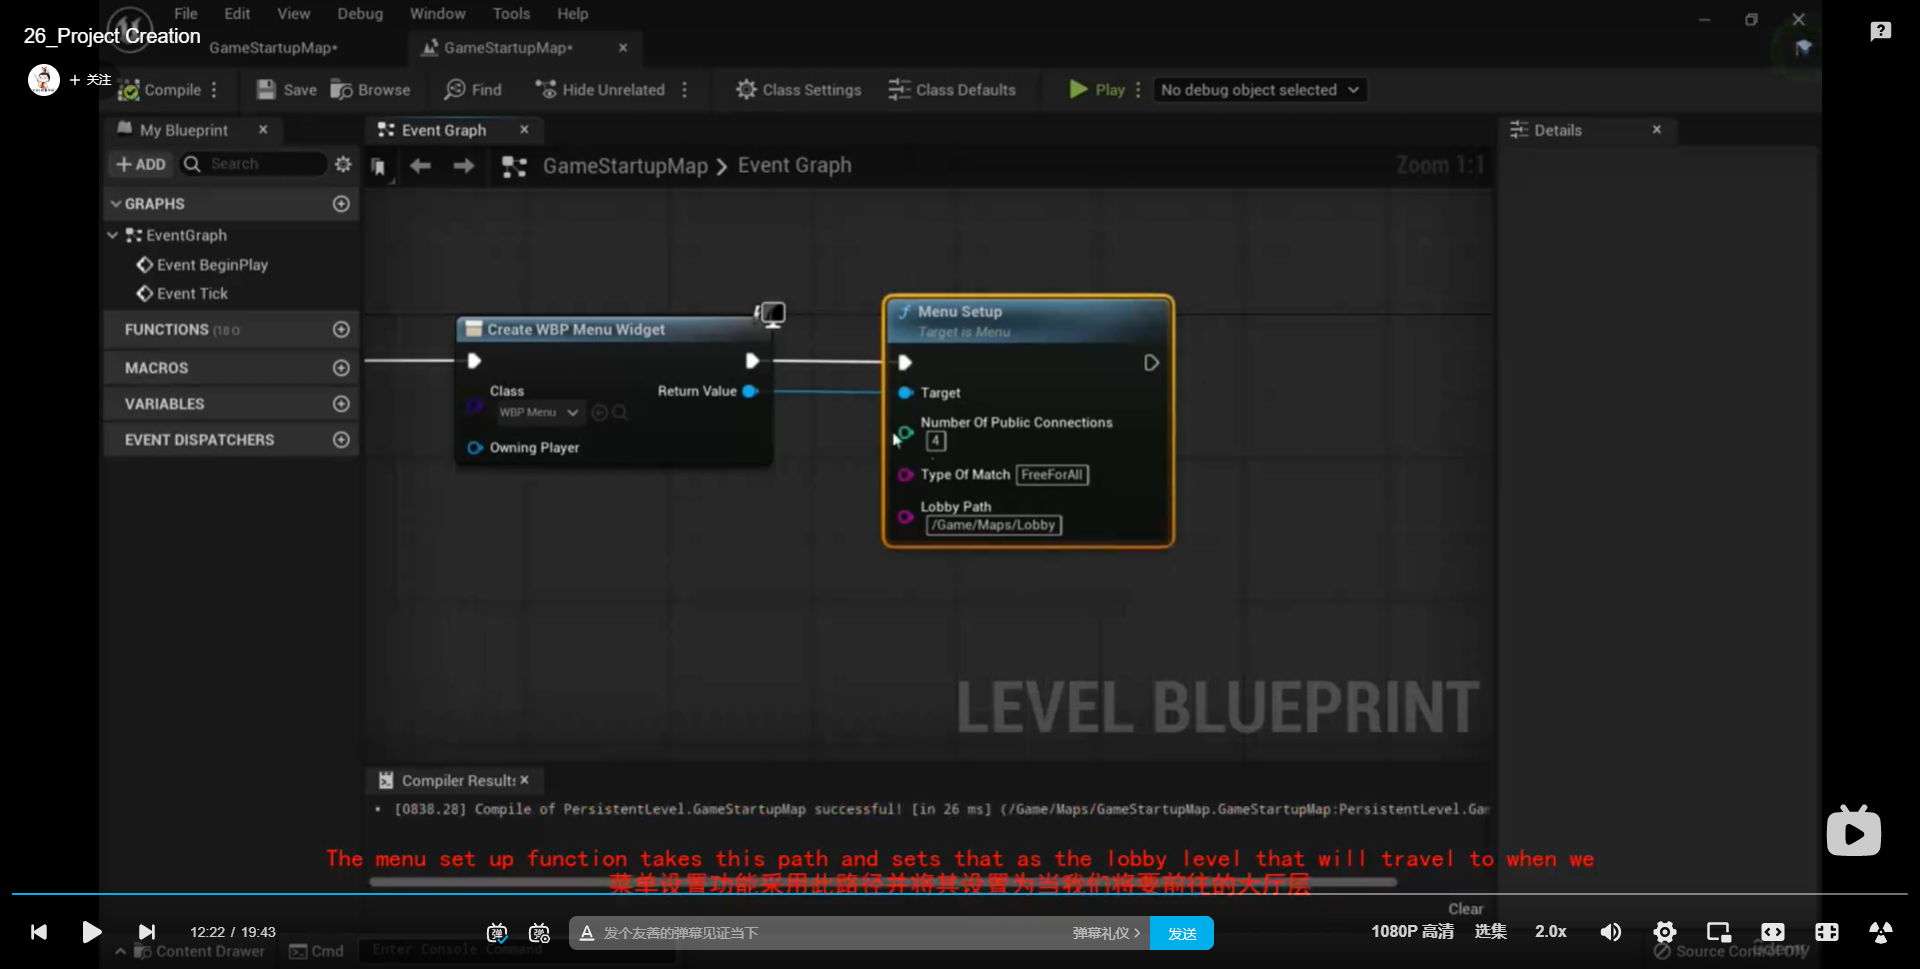 File Edit View Debug Window Tools Help
26_Project Creation
GameStartupMap•
GameStartupMap•
+ 关注
Compile
Save
Browse
Find
Hide Unrelated
Class Settings
Class Defaults
Play
No debug object selected
My Blueprint
Event Graph
Details
+ ADD
Search
GameStartupMap > Event Graph
Zoom 1:1
GRAPHS
EventGraph
Event BeginPlay
Event Tick
FUNCTIONS
MACROS
VARIABLES
EVENT DISPATCHERS
Create WBP Menu Widget
Class
WBP Menu
Return Value
Owning Player
Menu Setup
Target is Menu
Target
Number Of Public Connections
4
Type Of Match FreeForAll
Lobby Path
/Game/Maps/Lobby
LEVEL BLUEPRINT
Compiler Results
• [0838.28] Compile of PersistentLevel.GameStartupMap successful! [in 26 ms] (/Game/Maps/GameStartupMap.GameStartupMap:PersistentLevel.Gam
The menu set up function takes this path and sets that as the lobby level that will travel to when we
菜单设置功能采用此路径并将其设置为当我们将要前往的大厅层
Clear
12:22 / 19:43
发个友善的弹幕见证当下
弹幕礼仪 >
发送
1080P 高清
选集
2.0x
Content Drawer
Cmd
Enter Console Command
Source Control
udemy